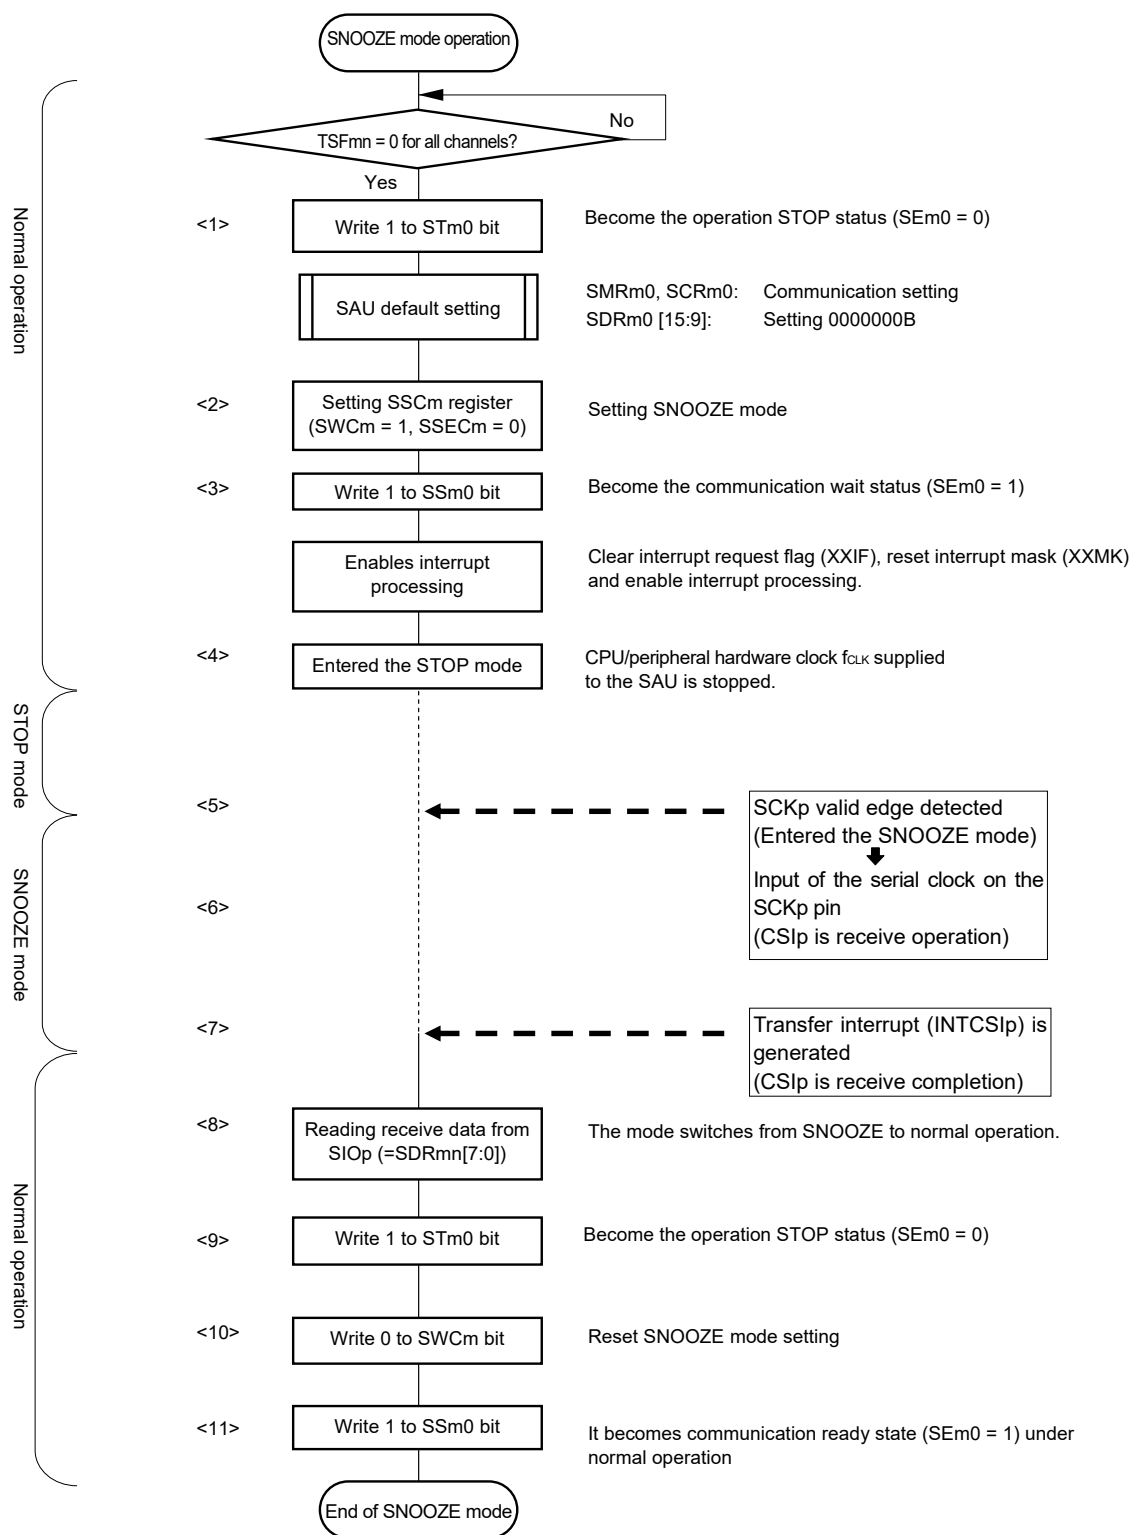 SNOOZE mode operation
No
TSFmn = 0 for all channels?
Yes
Normal operation
<1>
Write 1 to STm0 bit
Become the operation STOP status (SEm0 = 0)
SAU default setting
SMRm0, SCRm0: Communication setting
SDRm0 [15:9]: Setting 0000000B
<2>
Setting SSCm register
(SWCm = 1, SSECm = 0)
Setting SNOOZE mode
<3>
Write 1 to SSm0 bit
Become the communication wait status (SEm0 = 1)
Enables interrupt
processing
Clear interrupt request flag (XXIF), reset interrupt mask (XXMK)
and enable interrupt processing.
<4>
Entered the STOP mode
CPU/peripheral hardware clock fCLK supplied
to the SAU is stopped.
STOP mode
<5>
SCKp valid edge detected
(Entered the SNOOZE mode)
SNOOZE mode
<6>
Input of the serial clock on the
SCKp pin
(CSIp is receive operation)
<7>
Transfer interrupt (INTCSIp) is
generated
(CSIp is receive completion)
Normal operation
<8>
Reading receive data from
SIOp (=SDRmn[7:0])
The mode switches from SNOOZE to normal operation.
<9>
Write 1 to STm0 bit
Become the operation STOP status (SEm0 = 0)
<10>
Write 0 to SWCm bit
Reset SNOOZE mode setting
<11>
Write 1 to SSm0 bit
It becomes communication ready state (SEm0 = 1) under
normal operation
End of SNOOZE mode